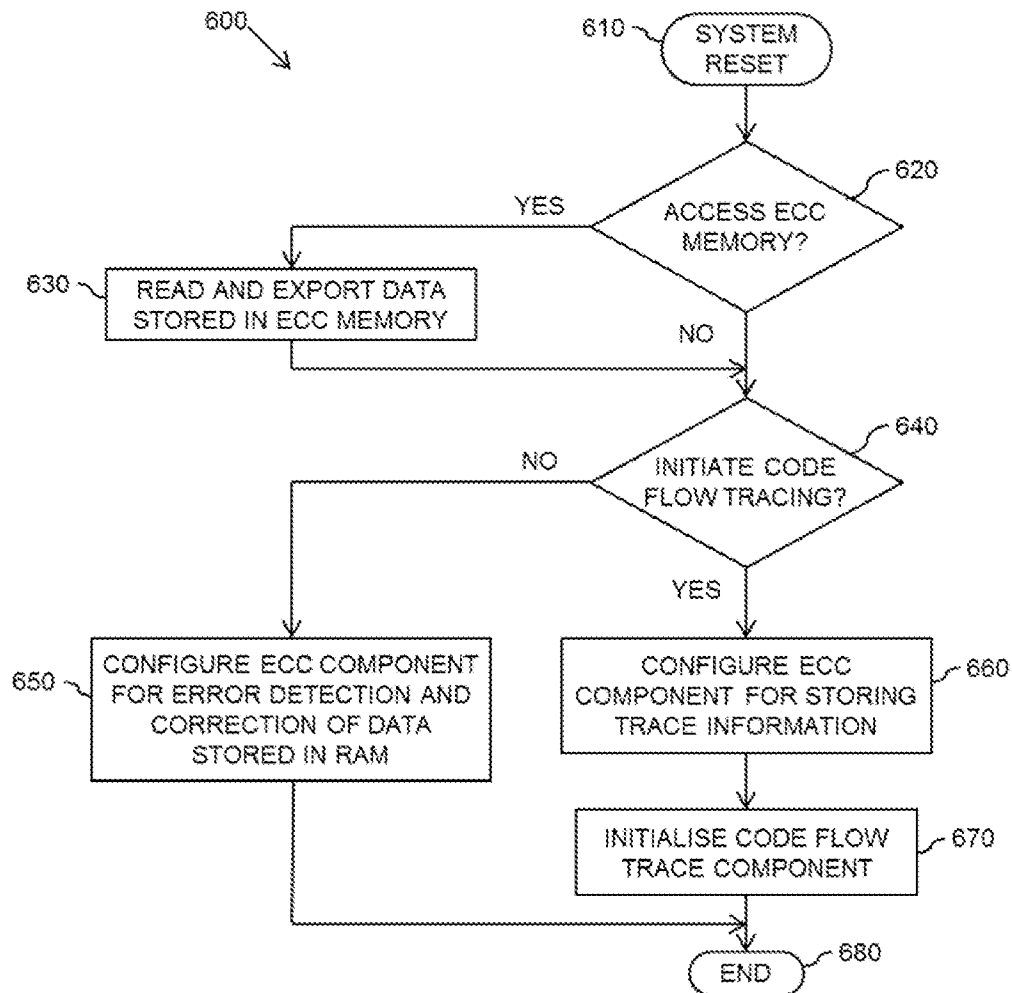 600
610
SYSTEM
RESET
620
ACCESS ECC
MEMORY?
YES
630
READ AND EXPORT DATA
STORED IN ECC MEMORY
NO
640
INITIATE CODE
FLOW TRACING?
NO
YES
650
CONFIGURE ECC COMPONENT
FOR ERROR DETECTION AND
CORRECTION OF DATA
STORED IN RAM
660
CONFIGURE ECC
COMPONENT FOR STORING
TRACE INFORMATION
670
INITIALISE CODE FLOW
TRACE COMPONENT
680
END